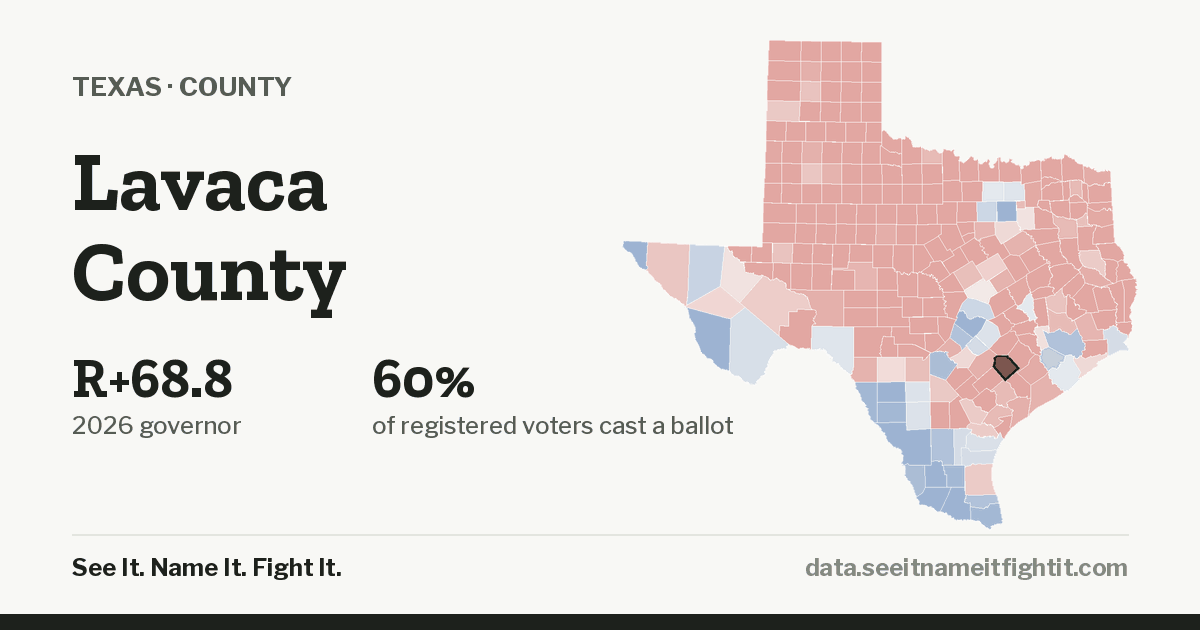 TEXAS · COUNTY
Lavaca
County
R+68.8
2026 governor
60%
of registered voters cast a ballot
See It. Name It. Fight It.
data.seeitnameitfightit.com